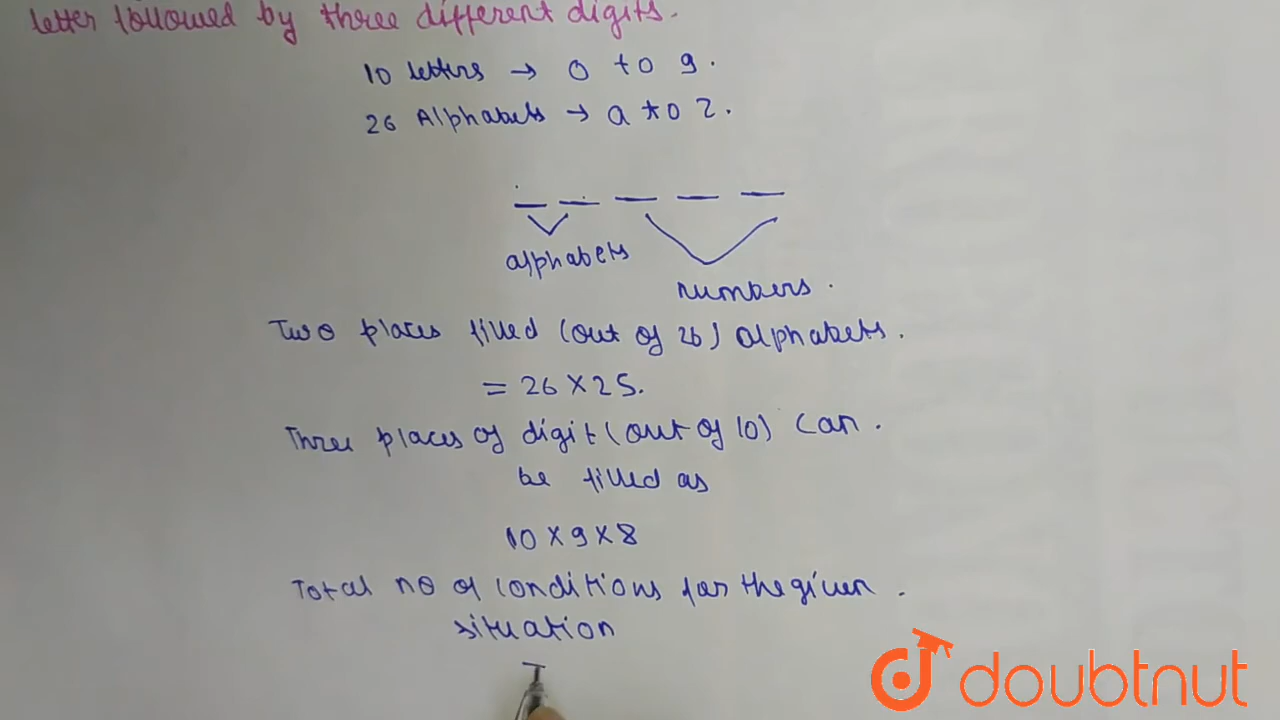 letter followed by three different digits.
10 letters → 0 to 9.
26 Alphabets → a to z.
alphabets
numbers.
Two places filled (out of 26) alphabets.
= 26 × 25.
Three places of digit (out of 10) can.
be filled as
10 × 9 × 8
Total no of conditions for the given.
situation
doubtnut